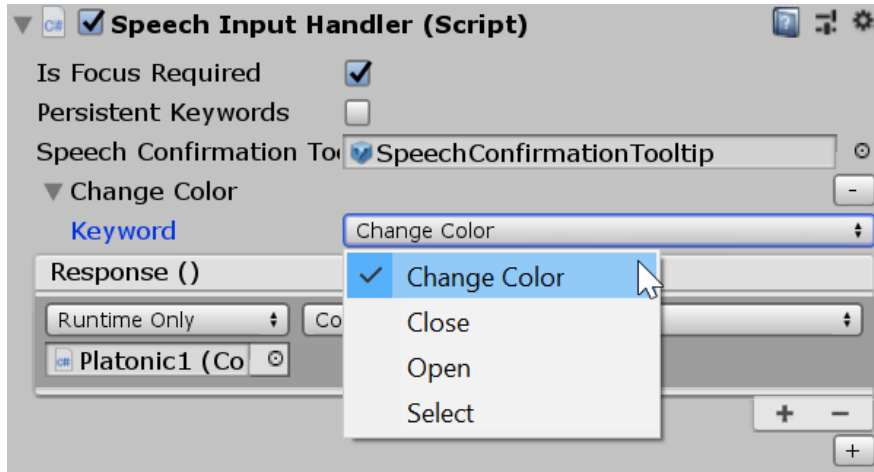 Speech Input Handler (Script)
Is Focus Required
Persistent Keywords
Speech Confirmation Too SpeechConfirmationTooltip
Change Color
Keyword Change Color
Response ()
Change Color
Runtime Only Co
Close
Platonic1 (Co
Open
Select